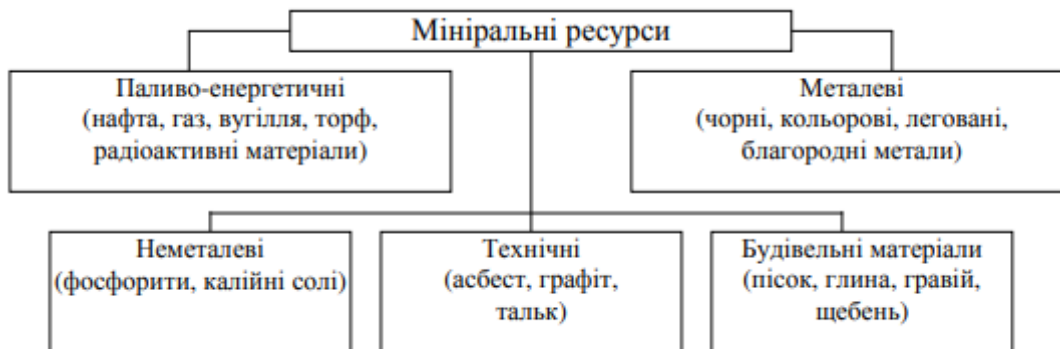 Мініральні ресурси
Паливо-енергетичні
(нафта, газ, вугілля, торф,
радіоактивні матеріали)
Металеві
(чорні, кольорові, леговані,
благородні метали)
Неметалеві
(фосфорити, калійні солі)
Технічні
(асбест, графіт,
тальк)
Будівельні матеріали
(пісок, глина, гравій,
щебень)